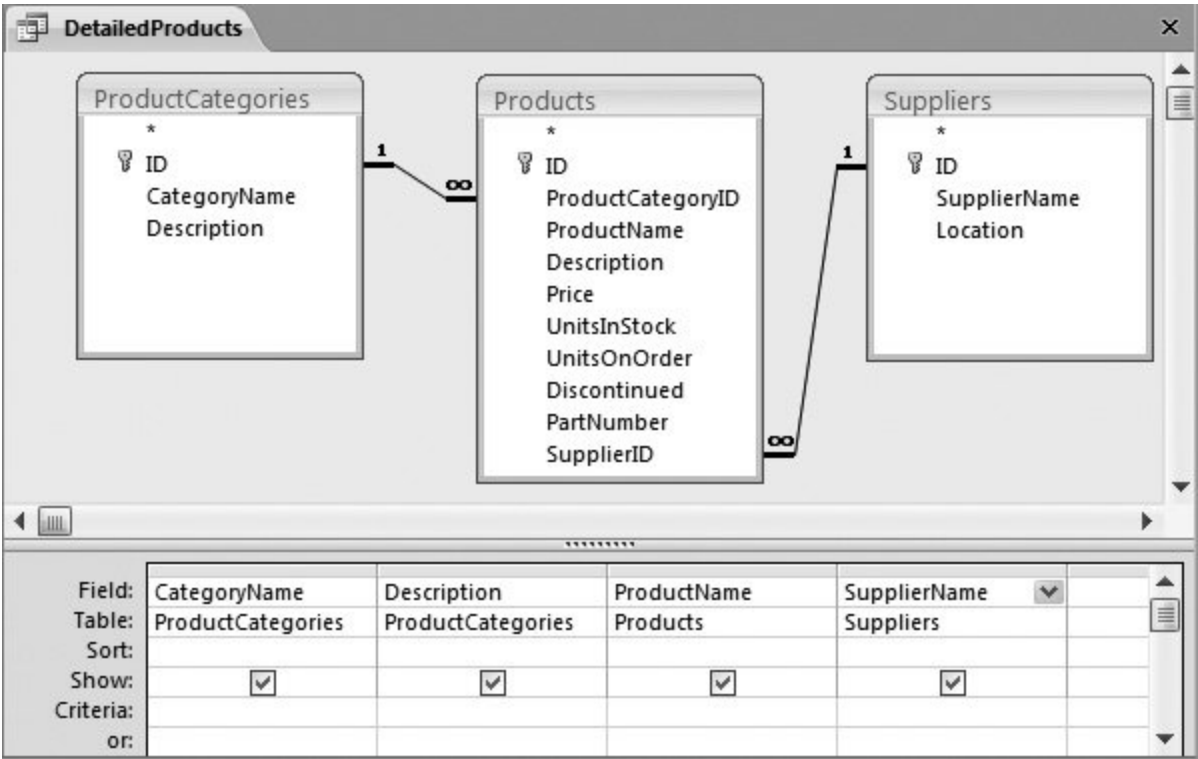 DetailedProducts
ProductCategories
*
ID
CategoryName
Description
1
∞
Products
*
ID
ProductCategoryID
ProductName
Description
Price
UnitsInStock
UnitsOnOrder
Discontinued
PartNumber
SupplierID
1
∞
Suppliers
*
ID
SupplierName
Location
Field: CategoryName Description ProductName SupplierName
Table: ProductCategories ProductCategories Products Suppliers
Sort:
Show:
Criteria:
or: